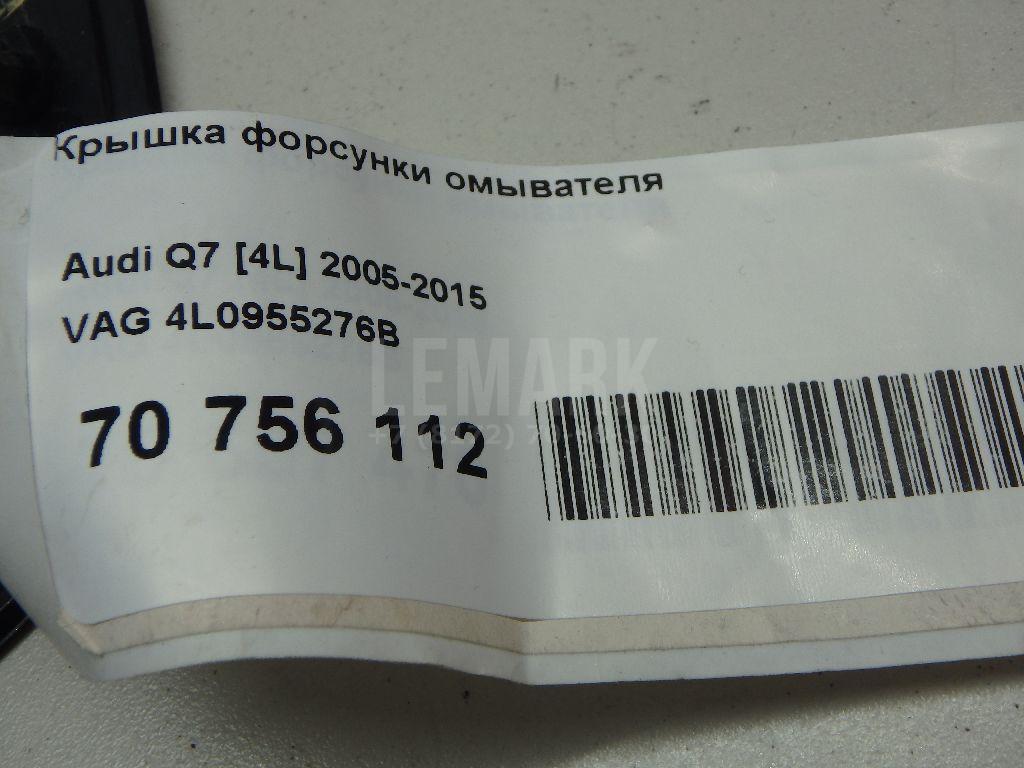 Крышка форсунки омывателя
Audi Q7 [4L] 2005-2015
VAG 4L0955276B
LEMARK
70 756 112